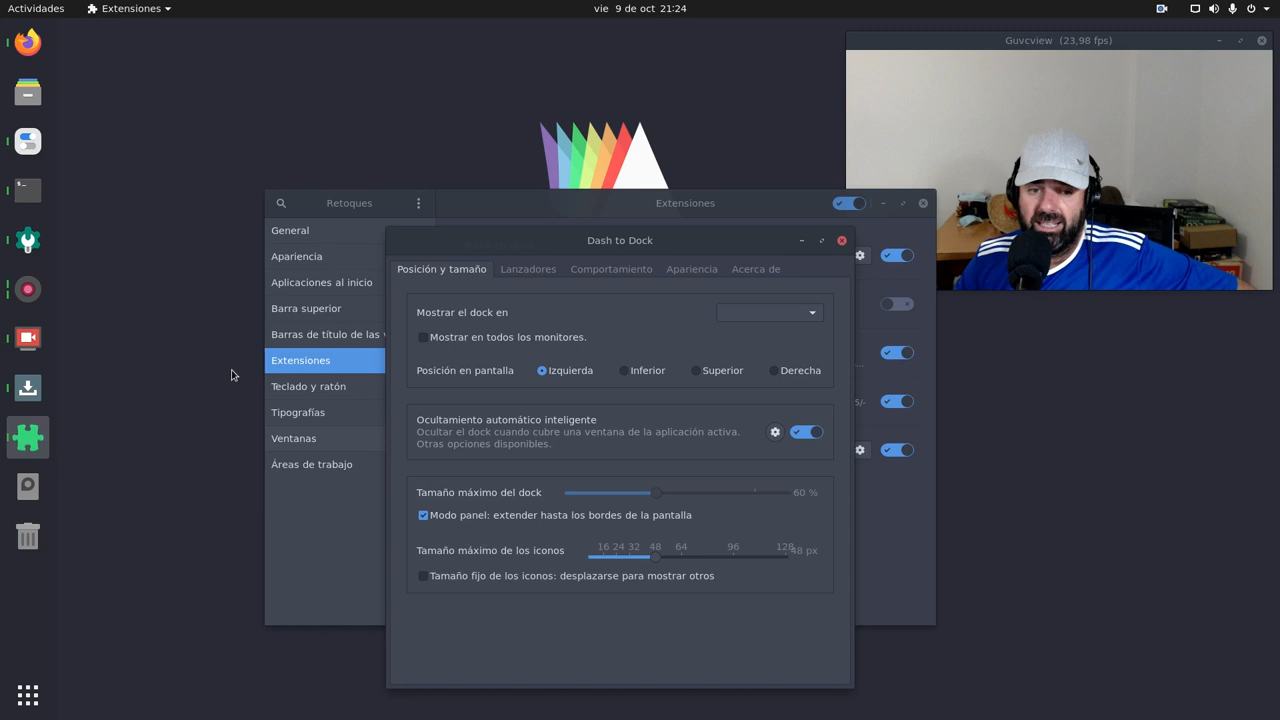 Actividades
Extensiones
vie 9 de oct 21:24
Guvcview (23,98 fps)
Retoques
Extensiones
General
Apariencia
Aplicaciones al inicio
Barra superior
Barras de título de las
Extensiones
Teclado y ratón
Tipografías
Ventanas
Áreas de trabajo
5/-
Dash to Dock
Posición y tamaño
Lanzadores
Comportamiento
Apariencia
Acerca de
Mostrar el dock en
Mostrar en todos los monitores.
Posición en pantalla
Izquierda
Inferior
Superior
Derecha
Ocultamiento automático inteligente
Ocultar el dock cuando cubre una ventana de la aplicación activa.
Otras opciones disponibles.
Tamaño máximo del dock
60 %
Modo panel: extender hasta los bordes de la pantalla
16 24 32 48 64 96 128
Tamaño máximo de los iconos
48 px
Tamaño fijo de los iconos: desplazarse para mostrar otros